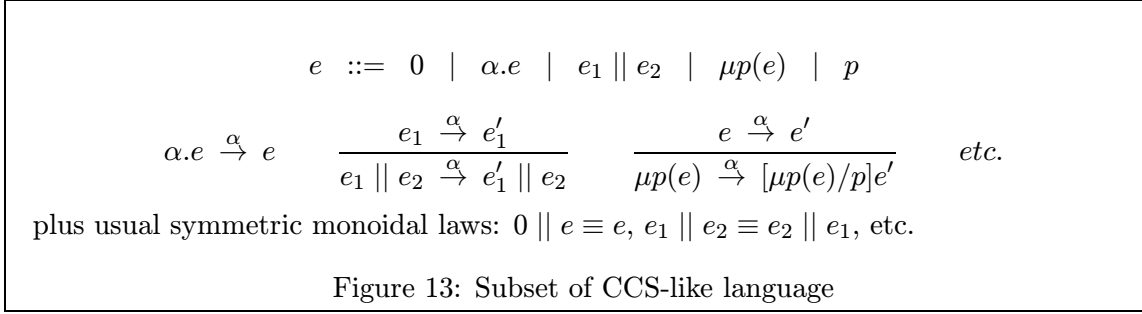 e ::= 0 | α.e | e₁ || e₂ | μp(e) | p
α.e →^α e    e₁ →^α e₁′ / e₁ || e₂ →^α e₁′ || e₂    e →^α e′ / μp(e) →^α [μp(e)/p]e′    etc.
plus usual symmetric monoidal laws: 0 || e ≡ e, e₁ || e₂ ≡ e₂ || e₁, etc.
Figure 13: Subset of CCS-like language